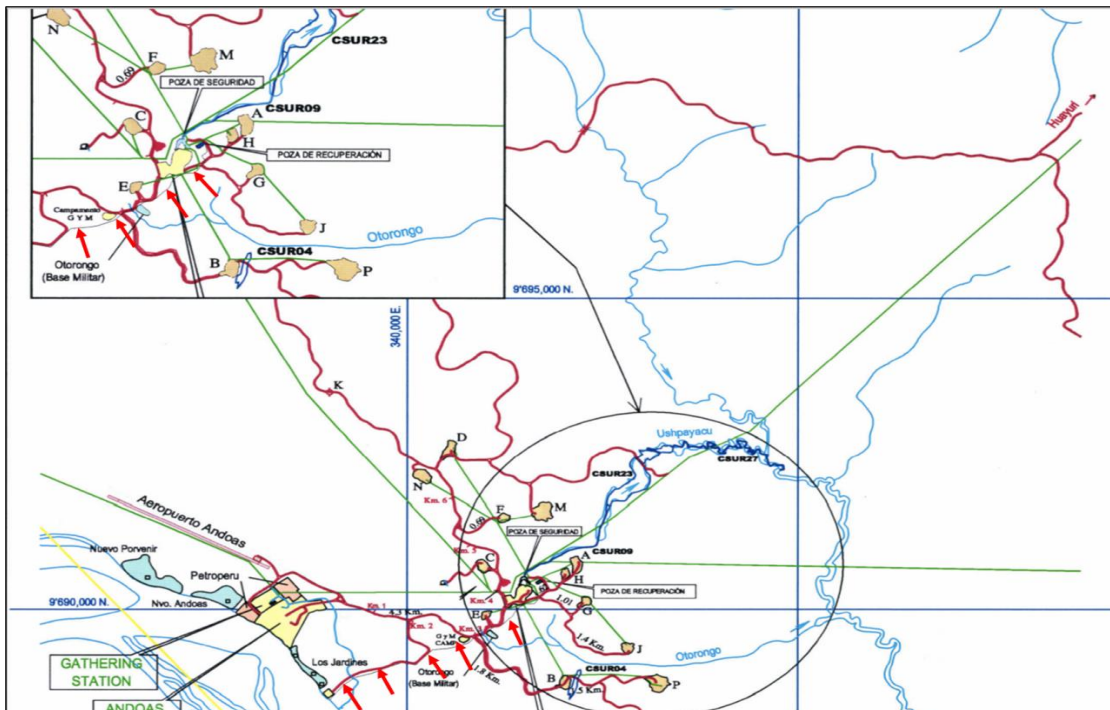 N
F
M
0.69
POZA DE SEGURIDAD
CSUR23
CSUR09
C
A
H
POZA DE RECUPERACIÓN
E
G
Campamento
G Y M
J
Otorongo
Otorongo
(Base Militar)
CSUR04
B
P
Huayuri
9'695,000 N.
340,000 E.
K
Ushpayacu
D
CSUR27
CSUR23
N
Km. 6
M
F
0.69
POZA DE SEGURIDAD
Aeropuerto Andoas
Km. 5
CSUR09
C
A
Nuevo Porvenir
H
Petroperu
POZA DE RECUPERACIÓN
Km. 4
1.01
G
Nvo. Andoas
9'690,000 N.
Km. 1
4.3 Km.
E
Km. 2
Km. 3
G y M
CAMP
1.4 Km.
J
GATHERING
STATION
Los Jardines
Otorongo
(Base Militar)
1.8 Km.
Otorongo
CSUR04
B
P
.5 Km.
ANDOAS